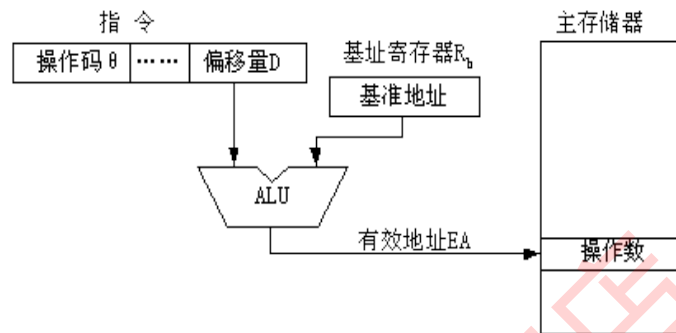 指 令
主存储器
操作码θ
……
偏移量D
基址寄存器Rb
基准地址
ALU
有效地址EA
操作数